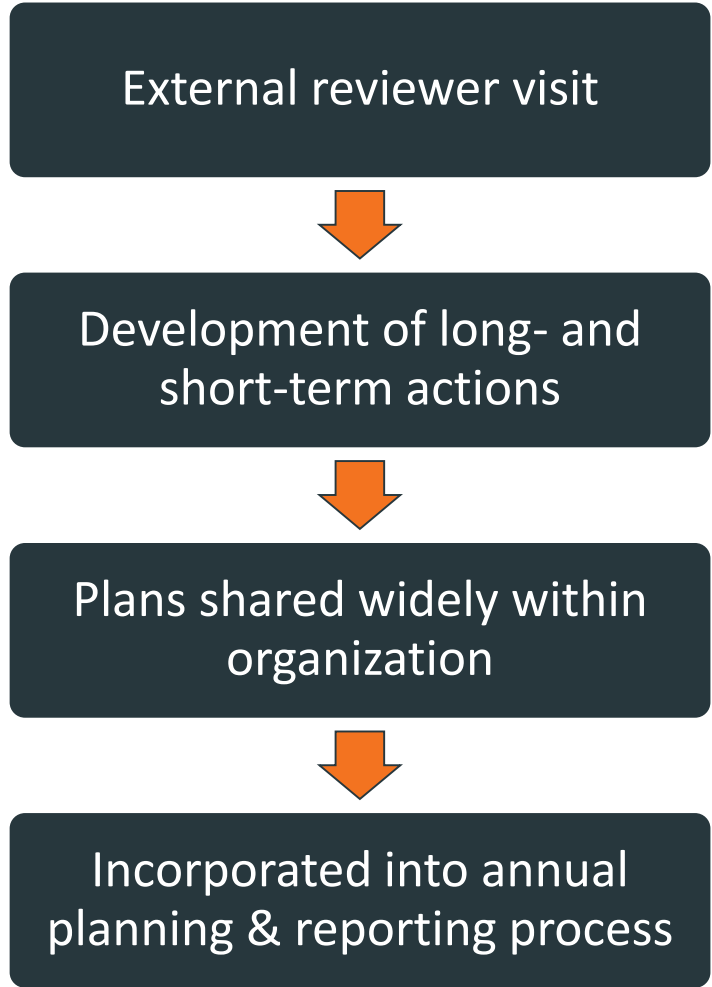 External reviewer visit
Development of long- and
short-term actions
Plans shared widely within
organization
Incorporated into annual
planning & reporting process